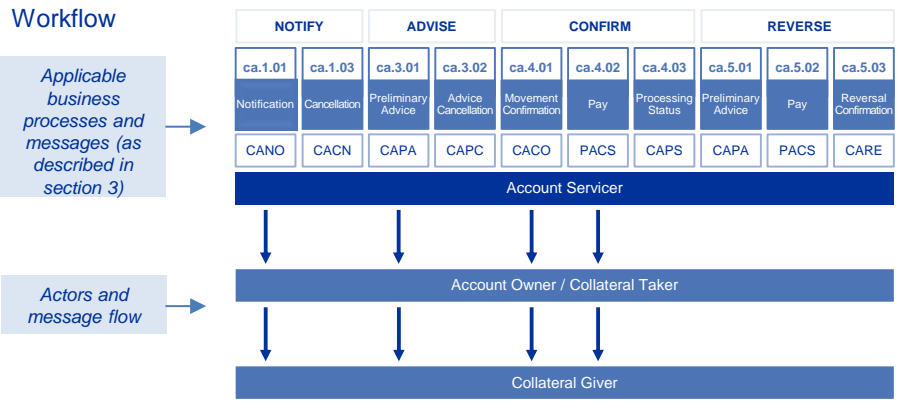 Workflow
NOTIFY ADVISE CONFIRM REVERSE
ca.1.01 ca.1.03 ca.3.01 ca.3.02 ca.4.01 ca.4.02 ca.4.03 ca.5.01 ca.5.02 ca.5.03
Notification Cancellation Preliminary Advice Advice Cancellation Movement Confirmation Pay Processing Status Preliminary Advice Pay Reversal Confirmation
CANO CACN CAPA CAPC CACO PACS CAPS CAPA PACS CARE
Applicable
business
processes and
messages (as
described in
section 3)
Account Servicer
Account Owner / Collateral Taker
Actors and
message flow
Collateral Giver